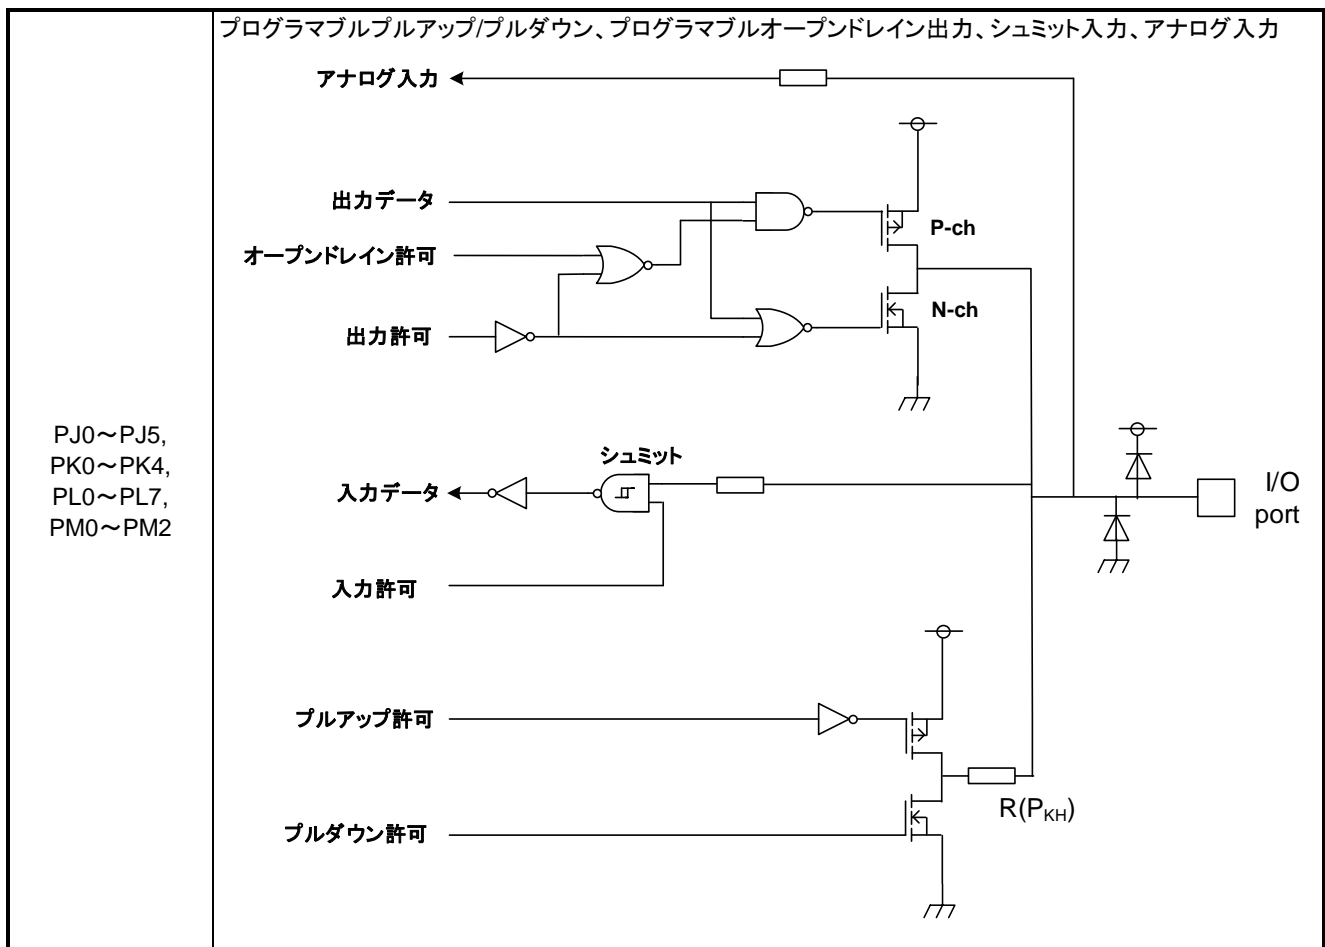 プログラマブルプルアップ/プルダウン、プログラマブルオープンドレイン出力、シュミット入力、アナログ入力
アナログ入力
出力データ
P-ch
オープンドレイン許可
N-ch
出力許可
PJ0～PJ5,
PK0～PK4,
PL0～PL7,
PM0～PM2
シュミット
入力データ
I/O
port
入力許可
プルアップ許可
R(PKH)
プルダウン許可